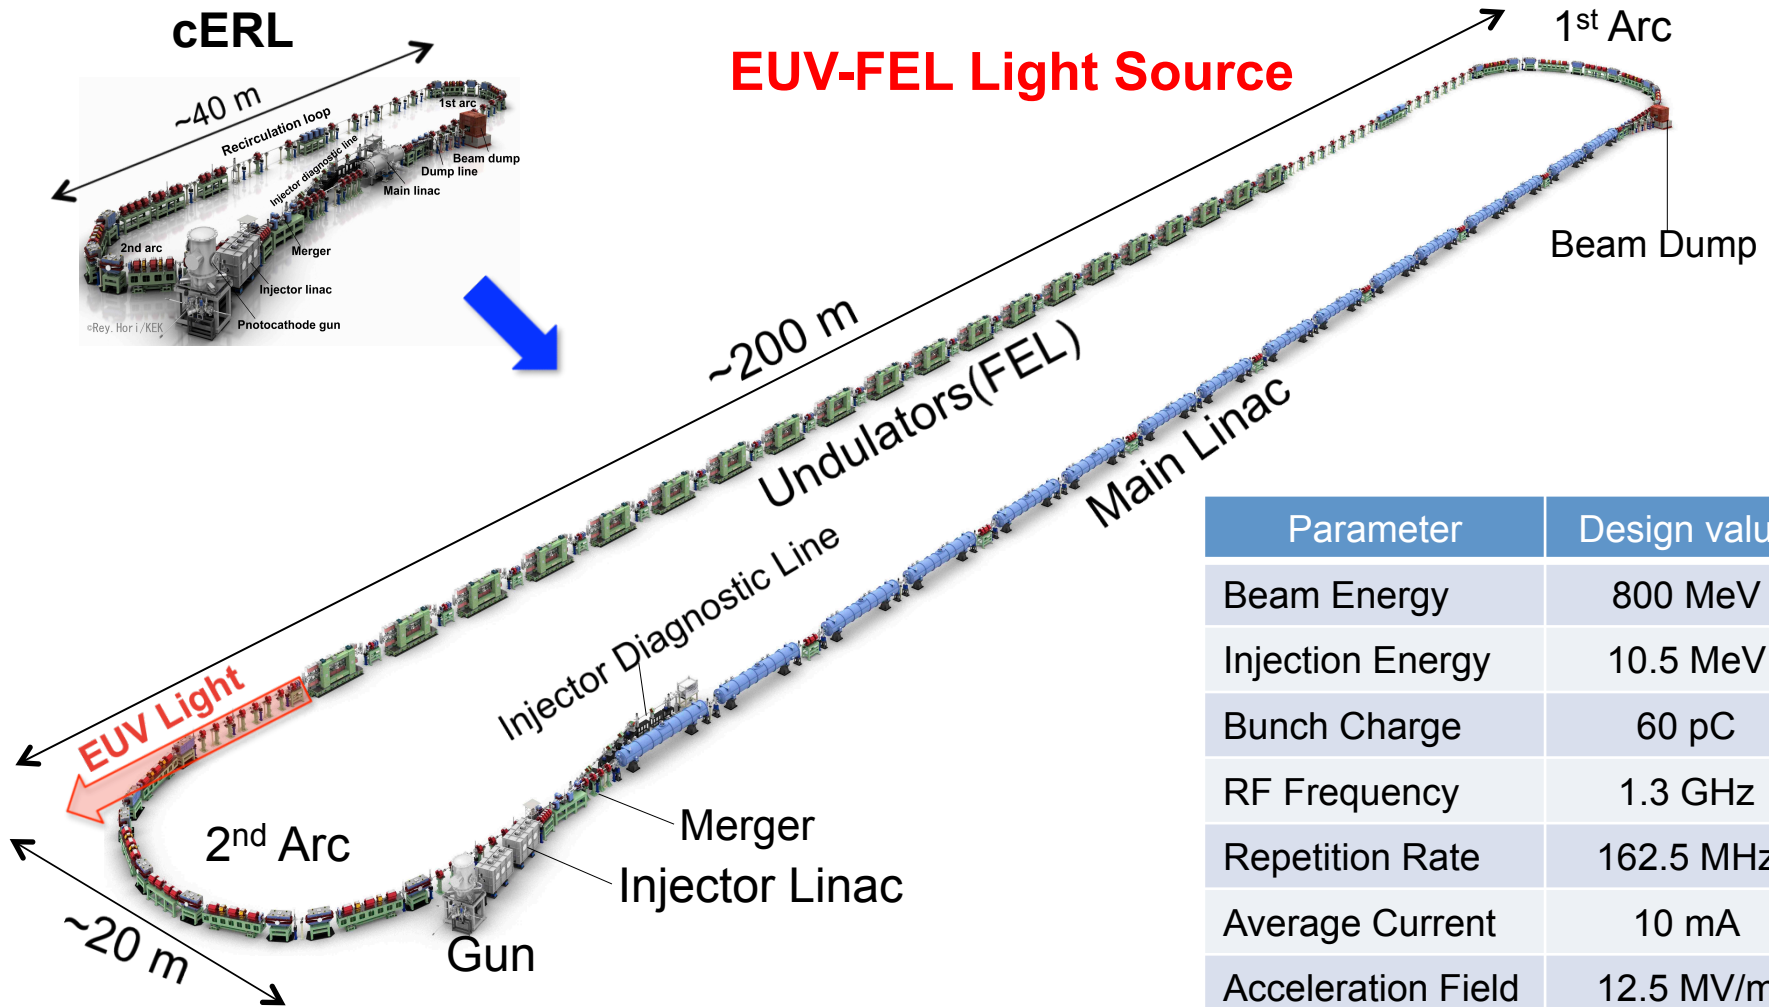 cERL
EUV-FEL Light Source
1st Arc
~40 m
Recirculation loop
1st arc
Injector diagnostic line
Beam dump
Dump line
Main linac
2nd arc
Merger
Injector linac
Pnotocathode gun
©Rey.Hori/KEK
Beam Dump
~200 m
Undulators(FEL)
Main Linac
Injector Diagnostic Line
EUV Light
2nd Arc
Merger
Injector Linac
Gun
~20 m
Parameter Design valu
Beam Energy 800 MeV
Injection Energy 10.5 MeV
Bunch Charge 60 pC
RF Frequency 1.3 GHz
Repetition Rate 162.5 MHz
Average Current 10 mA
Acceleration Field 12.5 MV/m